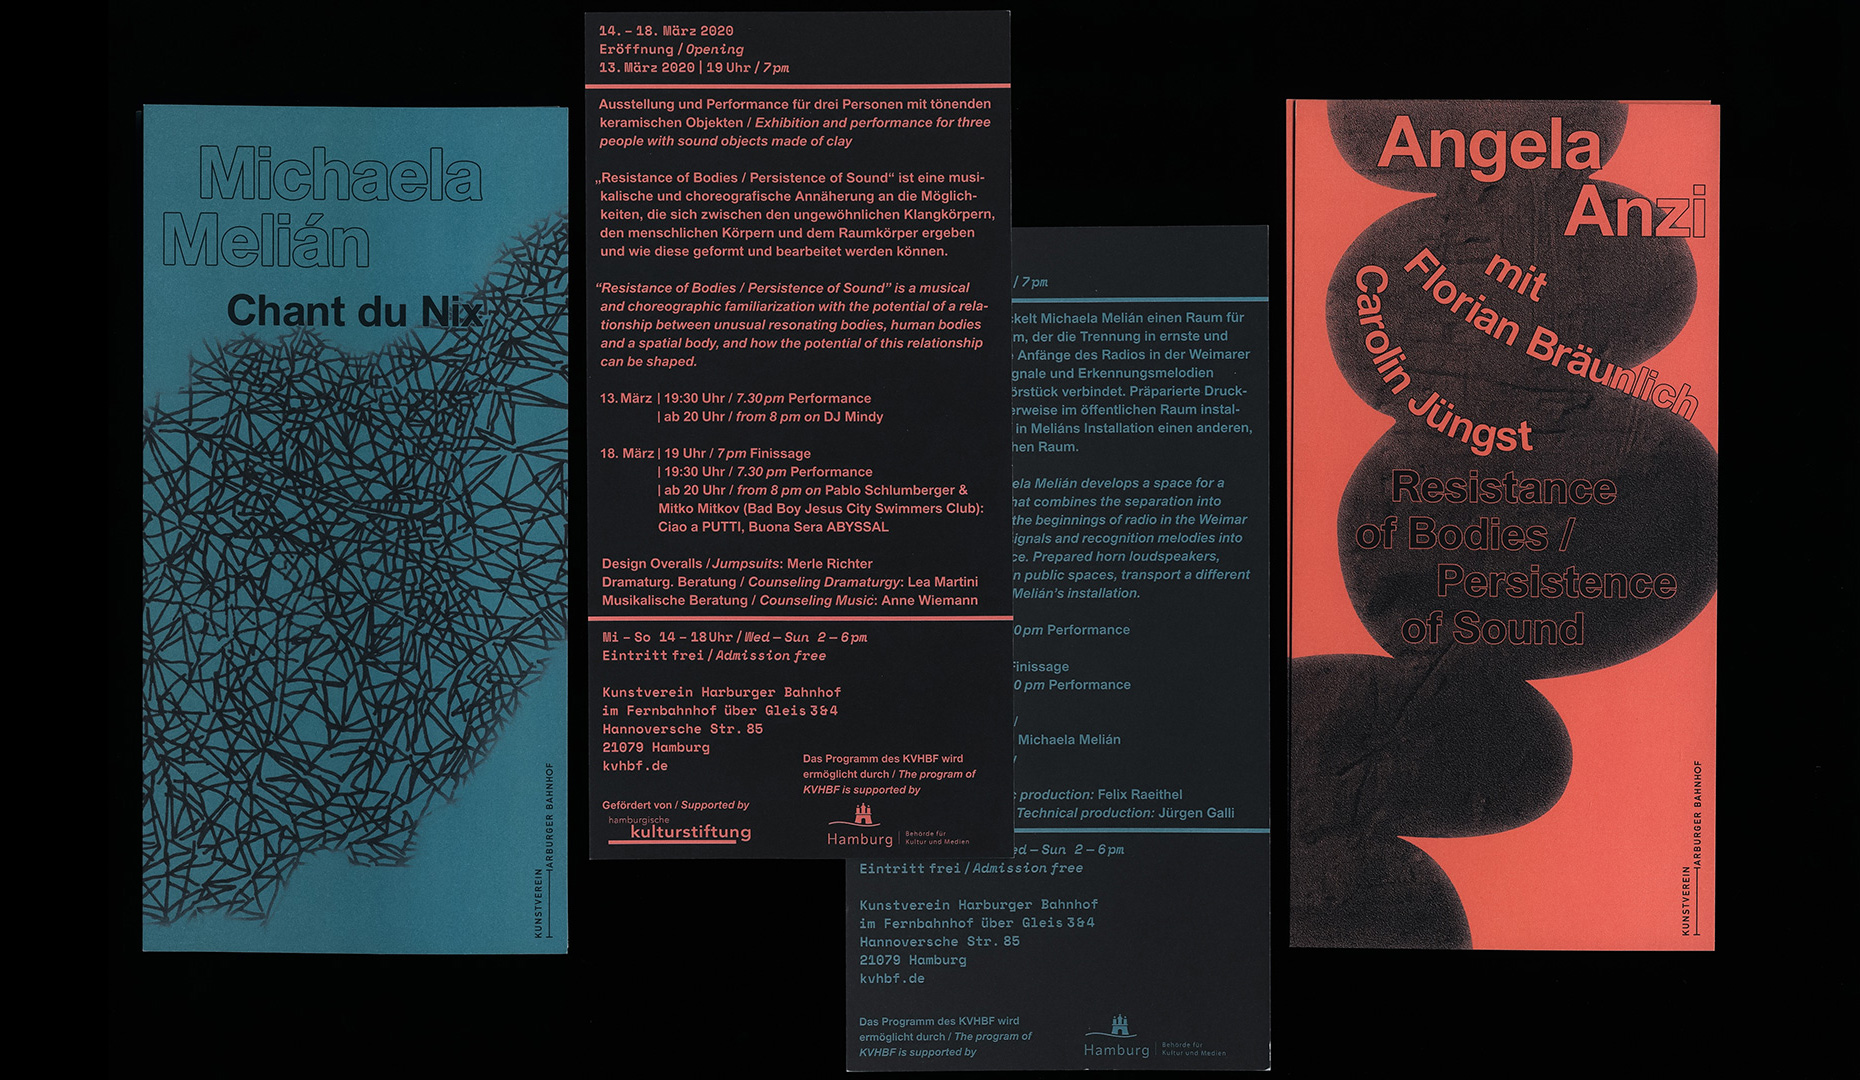 Michaela
Melián
Chant du Nix
KUNSTVEREIN
HARBURGER BAHNHOF
14. – 18. März 2020
Eröffnung / Opening
13. März 2020 | 19 Uhr / 7pm
Ausstellung und Performance für drei Personen mit tönenden
keramischen Objekten / Exhibition and performance for three
people with sound objects made of clay
„Resistance of Bodies / Persistence of Sound“ ist eine musi-
kalische und choreografische Annäherung an die Möglich-
keiten, die sich zwischen den ungewöhnlichen Klangkörpern,
den menschlichen Körpern und dem Raumkörper ergeben
und wie diese geformt und bearbeitet werden können.
“Resistance of Bodies / Persistence of Sound” is a musical
and choreographic familiarization with the potential of a rela-
tionship between unusual resonating bodies, human bodies
and a spatial body, and how the potential of this relationship
can be shaped.
13. März | 19:30 Uhr / 7.30 pm Performance
| ab 20 Uhr / from 8 pm on DJ Mindy
18. März | 19 Uhr / 7 pm Finissage
| 19:30 Uhr / 7.30 pm Performance
| ab 20 Uhr / from 8 pm on Pablo Schlumberger &
Mitko Mitkov (Bad Boy Jesus City Swimmers Club):
Ciao a PUTTI, Buona Sera ABYSSAL
Design Overalls / Jumpsuits: Merle Richter
Dramaturg. Beratung / Counseling Dramaturgy: Lea Martini
Musikalische Beratung / Counseling Music: Anne Wiemann
Mi – So 14 – 18 Uhr / Wed – Sun 2 – 6pm
Eintritt frei / Admission free
Kunstverein Harburger Bahnhof
im Fernbahnhof über Gleis 3&4
Hannoversche Str. 85
21079 Hamburg
kvhbf.de
Das Programm des KVHBF wird
ermöglicht durch / The program of
KVHBF is supported by
Gefördert von / Supported by
hamburgische
kulturstiftung
Hamburg | Behörde für
Kultur und Medien
/ 7 pm
ckelt Michaela Melián einen Raum für
m, der die Trennung in ernste und
Anfänge des Radios in der Weimarer
gnale und Erkennungsmelodien
örstück verbindet. Präparierte Druck-
erweise im öffentlichen Raum instal-
in Meliáns Installation einen anderen,
hen Raum.
ela Melián develops a space for a
hat combines the separation into
the beginnings of radio in the Weimar
ignals and recognition melodies into
ce. Prepared horn loudspeakers,
n public spaces, transport a different
Melián’s installation.
0 pm Performance
Finissage
0 pm Performance
/
Michaela Melián
/
c production: Felix Raeithel
Technical production: Jürgen Galli
ed – Sun 2 – 6pm
Eintritt frei / Admission free
Kunstverein Harburger Bahnhof
im Fernbahnhof über Gleis 3&4
Hannoversche Str. 85
21079 Hamburg
kvhbf.de
Das Programm des KVHBF wird
ermöglicht durch / The program of
KVHBF is supported by
Hamburg | Behörde für
Kultur und Medien
Angela
Anzi
mit
Florian Bräunlich
Carolin Jüngst
Resistance
of Bodies /
Persistence
of Sound
KUNSTVEREIN
HARBURGER BAHNHOF